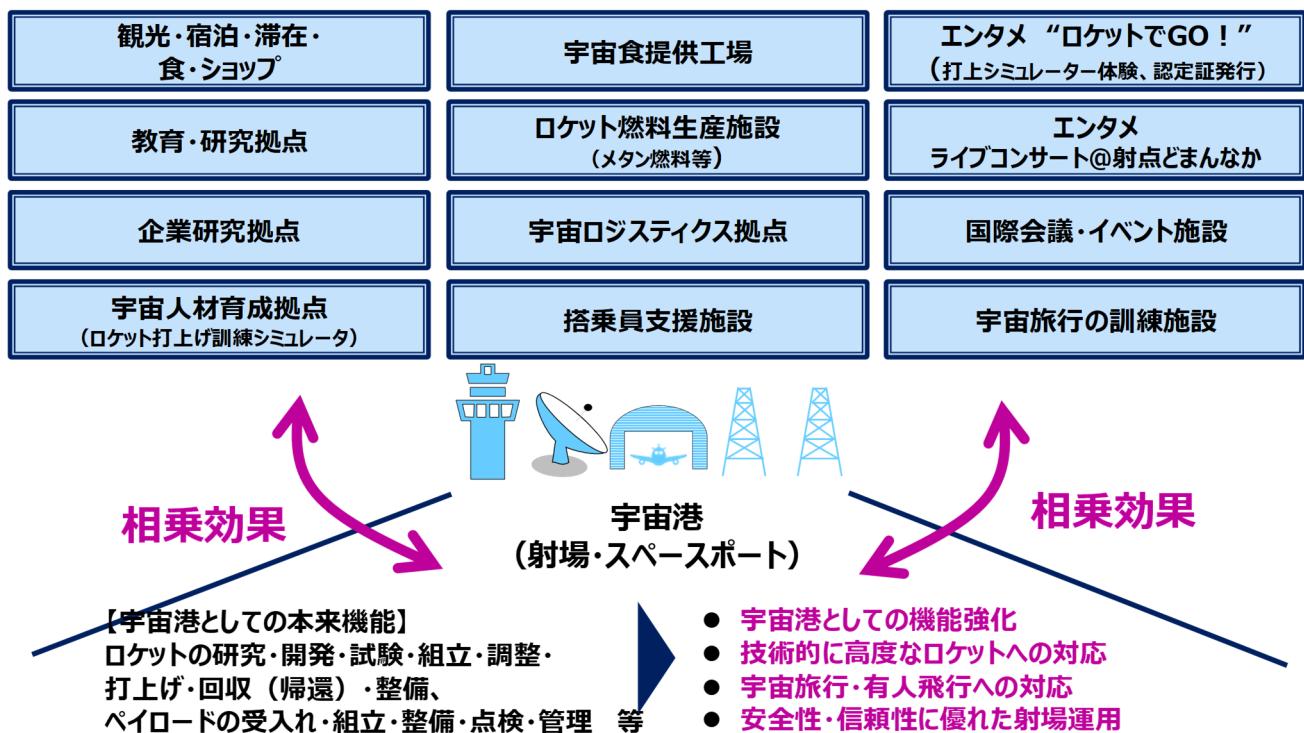 観光・宿泊・滞在・
食・ショップ
宇宙食提供工場
エンタメ “ロケットでGO！”
（打上シミュレーター体験、認定証発行）
教育・研究拠点
ロケット燃料生産施設
（メタン燃料等）
エンタメ
ライブコンサート@射点どまんなか
企業研究拠点
宇宙ロジスティクス拠点
国際会議・イベント施設
宇宙人材育成拠点
（ロケット打上げ訓練シミュレータ）
搭乗員支援施設
宇宙旅行の訓練施設
相乗効果
宇宙港
（射場・スペースポート）
相乗効果
【宇宙港としての本来機能】
ロケットの研究・開発・試験・組立・調整・
打上げ・回収（帰還）・整備、
ペイロードの受入れ・組立・整備・点検・管理　等
● 宇宙港としての機能強化
● 技術的に高度なロケットへの対応
● 宇宙旅行・有人飛行への対応
● 安全性・信頼性に優れた射場運用